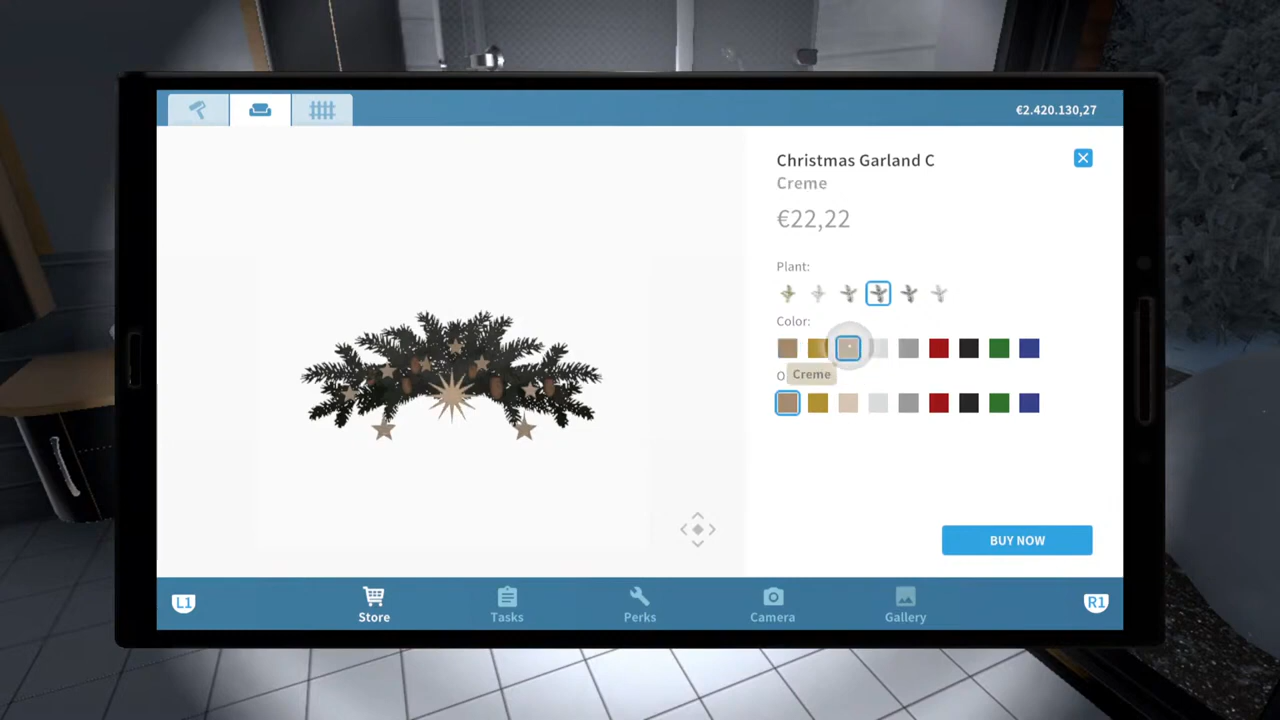 €2.420.130,27
Christmas Garland C
Creme
€22,22
Plant:
Color:
O
Creme
BUY NOW
L1
Store
Tasks
Perks
Camera
Gallery
R1